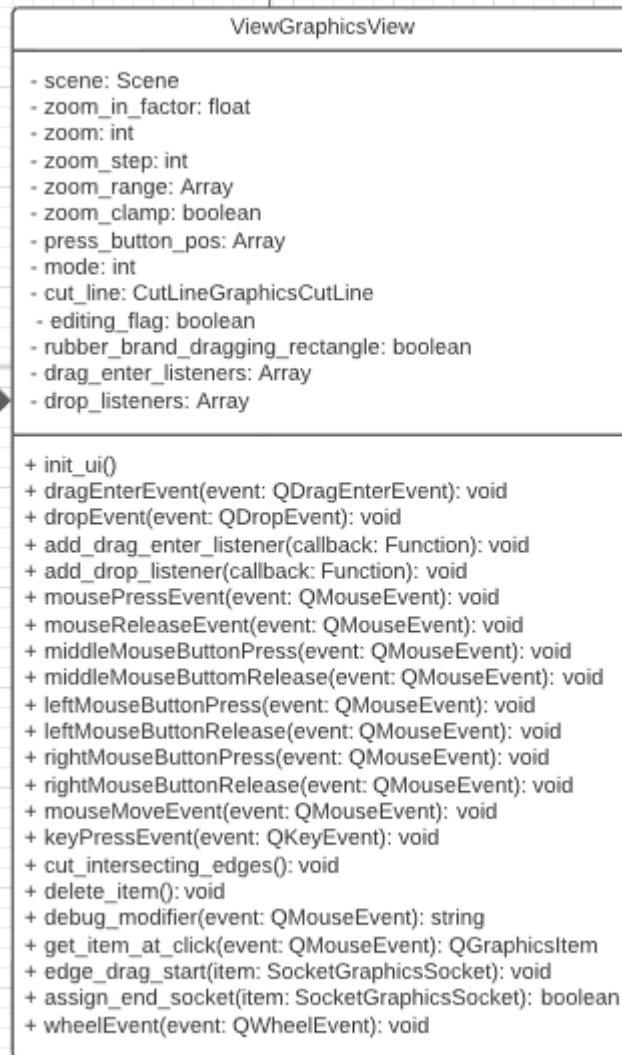 ViewGraphicsView
- scene: Scene
- zoom_in_factor: float
- zoom: int
- zoom_step: int
- zoom_range: Array
- zoom_clamp: boolean
- press_button_pos: Array
- mode: int
- cut_line: CutLineGraphicsCutLine
- editing_flag: boolean
- rubber_brand_dragging_rectangle: boolean
- drag_enter_listeners: Array
- drop_listeners: Array
+ init_ui()
+ dragEnterEvent(event: QDragEnterEvent): void
+ dropEvent(event: QDropEvent): void
+ add_drag_enter_listener(callback: Function): void
+ add_drop_listener(callback: Function): void
+ mousePressEvent(event: QMouseEvent): void
+ mouseReleaseEvent(event: QMouseEvent): void
+ middleMouseButtonPress(event: QMouseEvent): void
+ middleMouseButtomRelease(event: QMouseEvent): void
+ leftMouseButtonPress(event: QMouseEvent): void
+ leftMouseButtonRelease(event: QMouseEvent): void
+ rightMouseButtonPress(event: QMouseEvent): void
+ rightMouseButtonRelease(event: QMouseEvent): void
+ mouseMoveEvent(event: QMouseEvent): void
+ keyPressEvent(event: QKeyEvent): void
+ cut_intersecting_edges(): void
+ delete_item(): void
+ debug_modifier(event: QMouseEvent): string
+ get_item_at_click(event: QMouseEvent): QGraphicsItem
+ edge_drag_start(item: SocketGraphicsSocket): void
+ assign_end_socket(item: SocketGraphicsSocket): boolean
+ wheelEvent(event: QWheelEvent): void